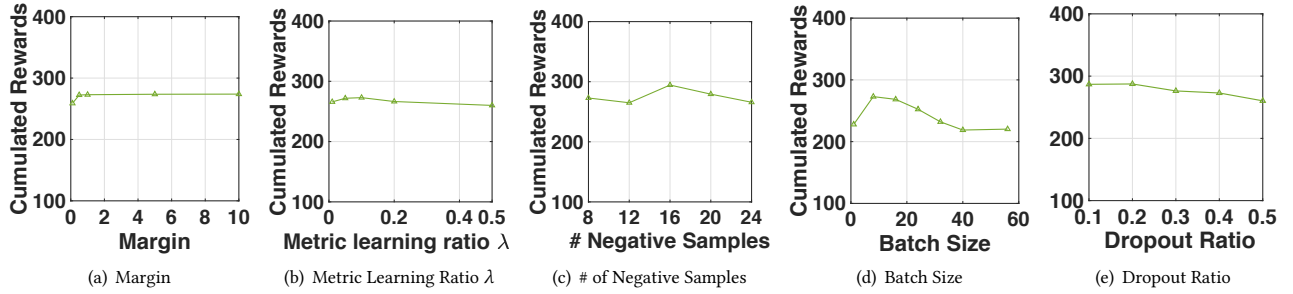 400
300
200
100
Cumulated Rewards
0 2 4 6 8 10
Margin
(a) Margin
400
300
200
100
Cumulated Rewards
0 0.2 0.4 0.5
Metric learning ratio λ
(b) Metric Learning Ratio λ
400
300
200
100
Cumulated Rewards
8 12 16 20 24
# Negative Samples
(c) # of Negative Samples
400
300
200
100
Cumulated Rewards
0 20 40 60
Batch Size
(d) Batch Size
400
300
200
100
Cumulated Rewards
0.1 0.2 0.3 0.4 0.5
Dropout Ratio
(e) Dropout Ratio